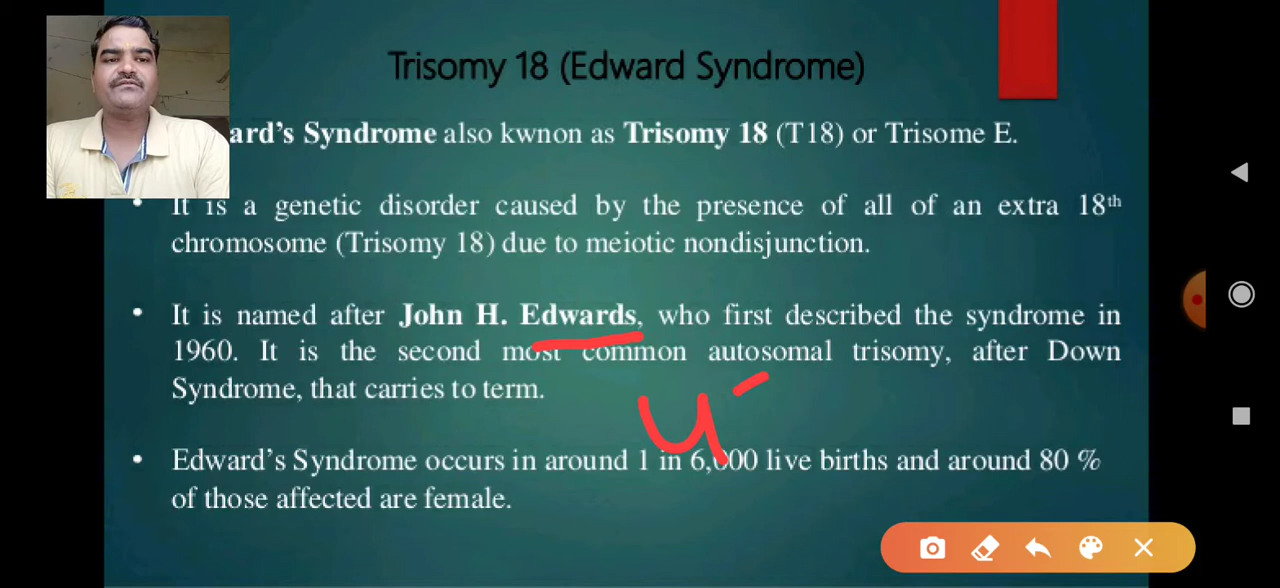 Trisomy 18 (Edward Syndrome)
ard's Syndrome also kwnon as Trisomy 18 (T18) or Trisome E.
• It is a genetic disorder caused by the presence of all of an extra 18th
chromosome (Trisomy 18) due to meiotic nondisjunction.
• It is named after John H. Edwards, who first described the syndrome in
1960. It is the second most common autosomal trisomy, after Down
Syndrome, that carries to term.
• Edward's Syndrome occurs in around 1 in 6,000 live births and around 80 %
of those affected are female.